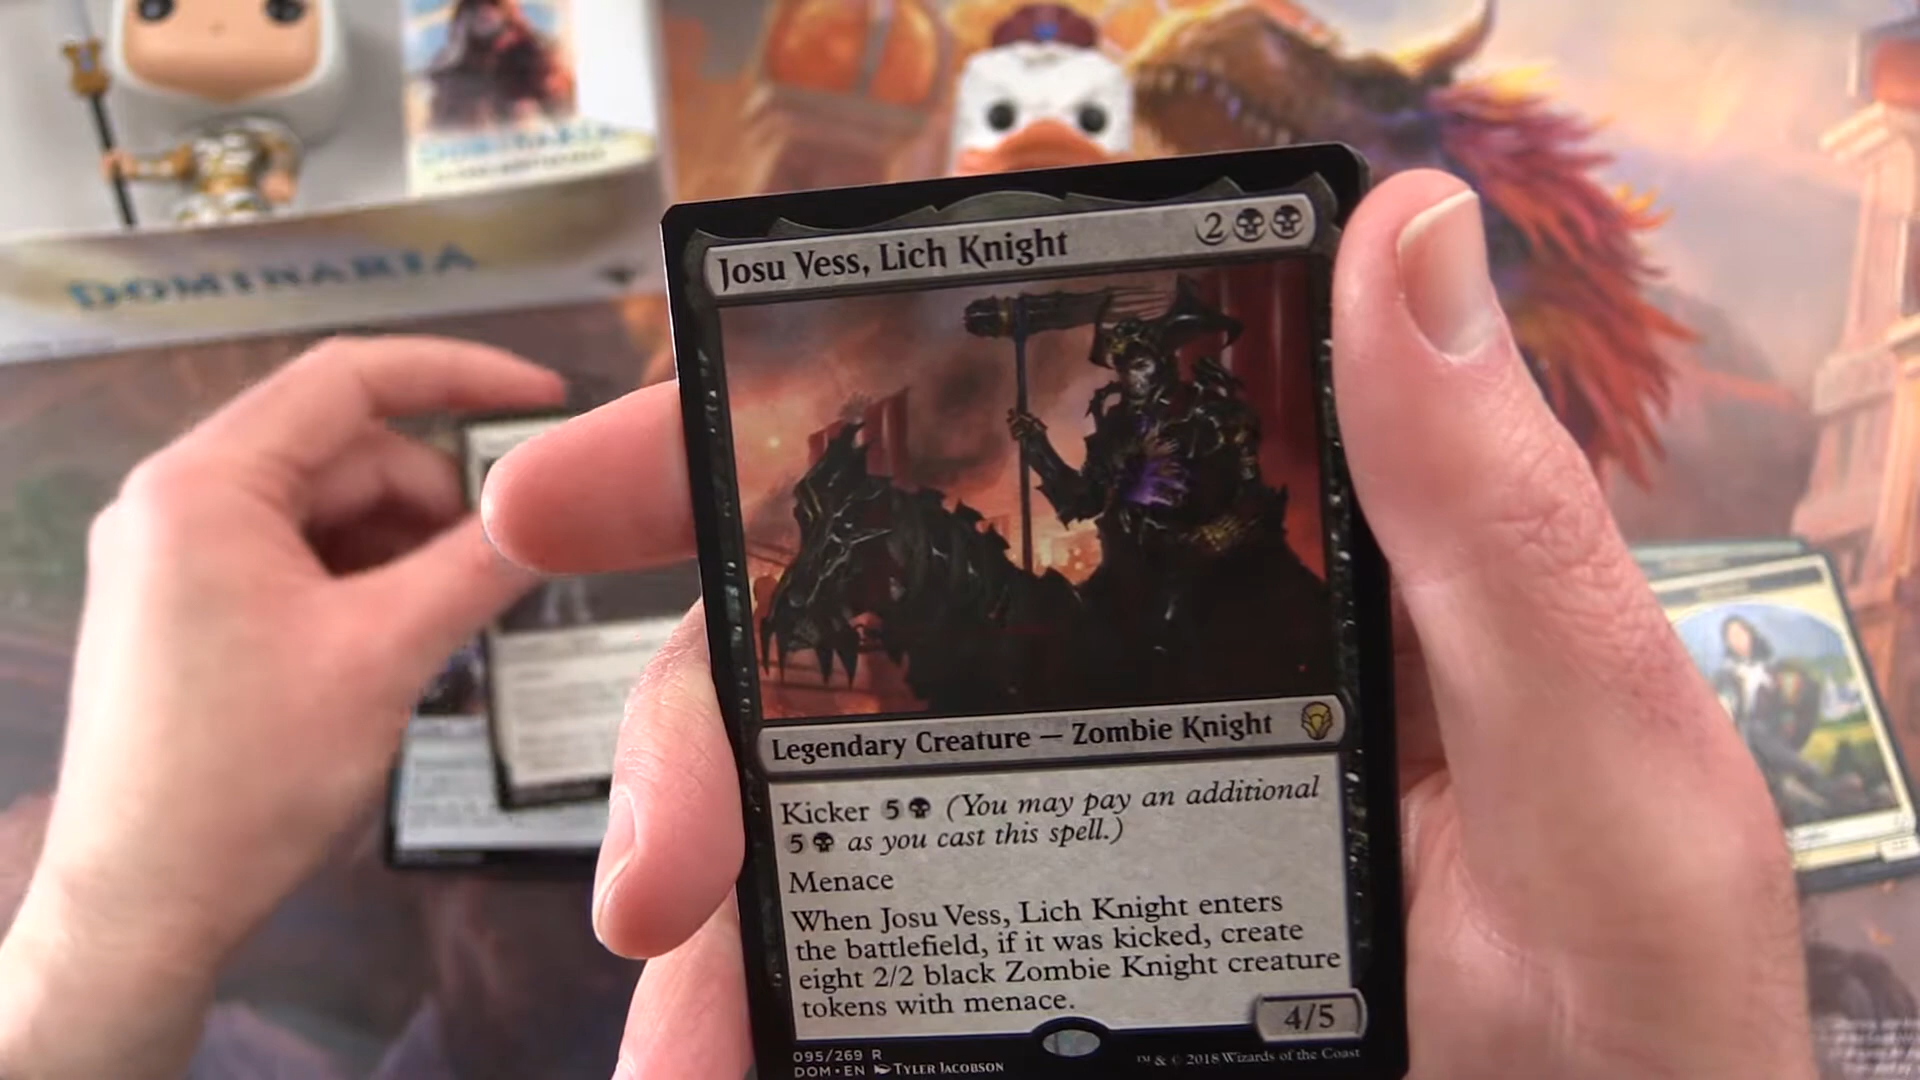 DOMINARIA
DOMINARIA
Josu Vess, Lich Knight
2
Legendary Creature — Zombie Knight
Kicker 5 (You may pay an additional
5 as you cast this spell.)
Menace
When Josu Vess, Lich Knight enters
the battlefield, if it was kicked, create
eight 2/2 black Zombie Knight creature
tokens with menace.
4/5
095/269 R
DOM • EN TYLER JACOBSON
™ & © 2018 Wizards of the Coast